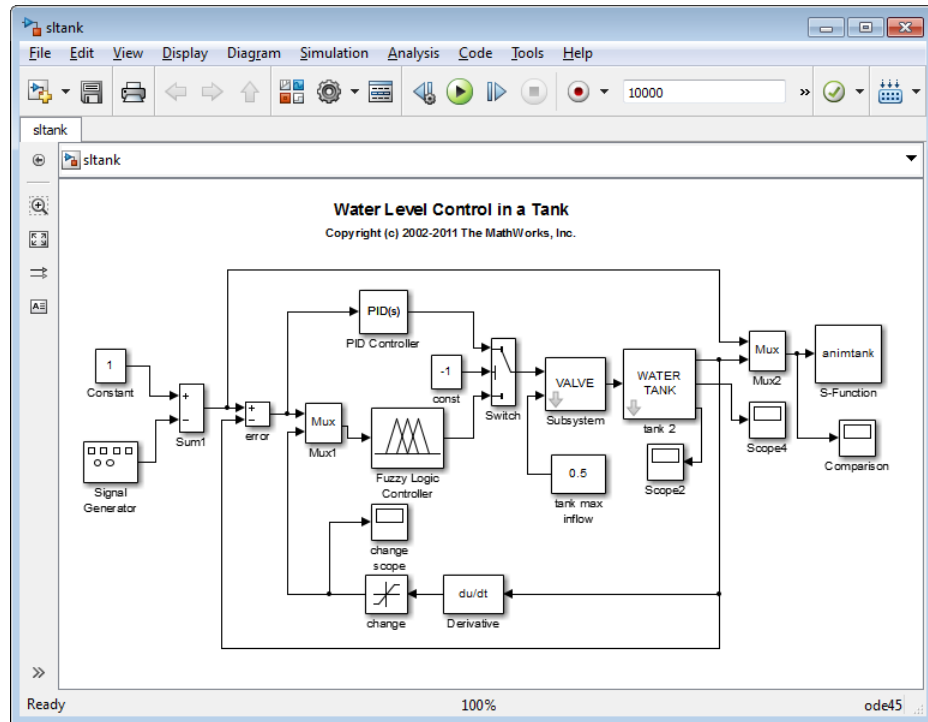 sltank
File Edit View Display Diagram Simulation Analysis Code Tools Help
10000
»
sltank
sltank
Water Level Control in a Tank
Copyright (c) 2002-2011 The MathWorks, Inc.
PID(s)
PID Controller
1
Constant
-1
const
Switch
VALVE
Subsystem
WATER
TANK
tank 2
Mux
Mux2
animtank
S-Function
+
−
Sum1
+
−
error
Mux
Mux1
Fuzzy Logic
Controller
Signal
Generator
0.5
tank max
inflow
Scope2
Scope4
Comparison
change
scope
change
du/dt
Derivative
»
Ready 100% ode45